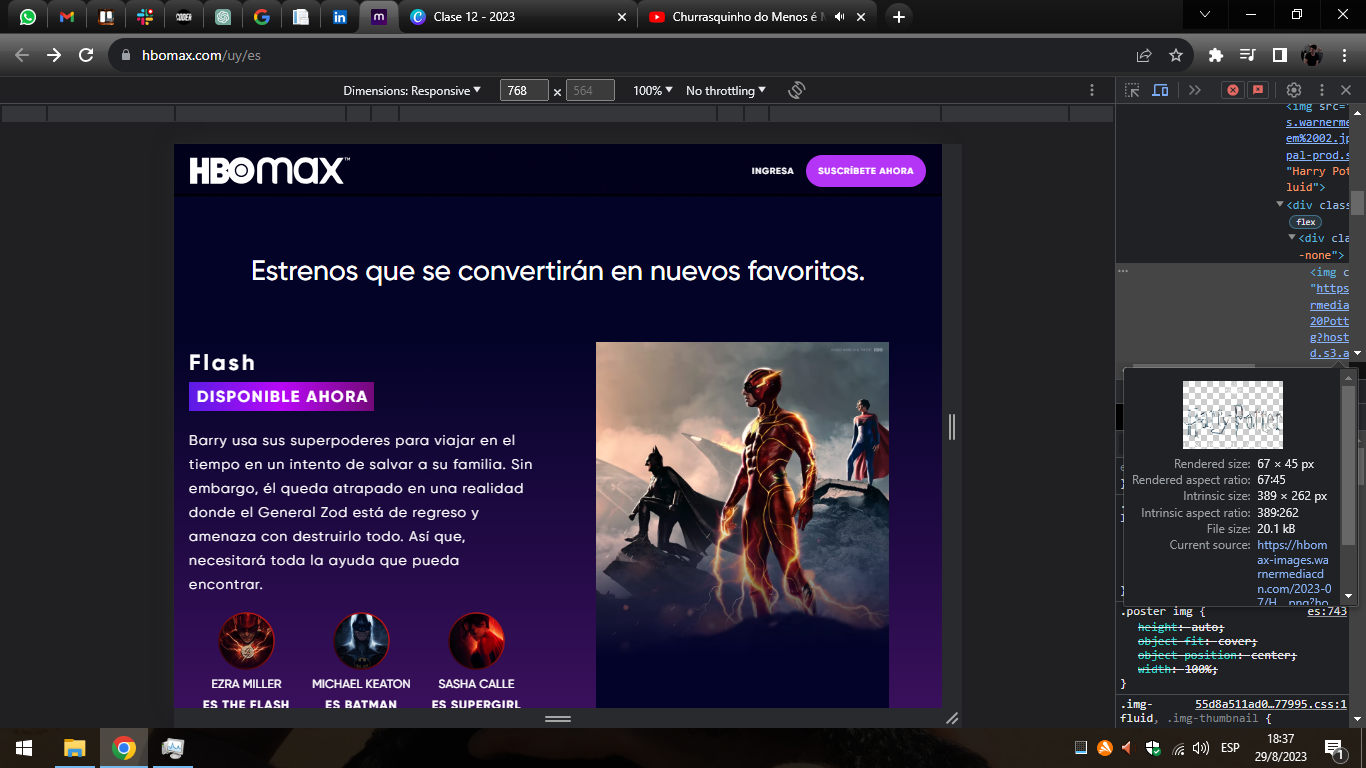 Clase 12 - 2023
Churrasquinho do Menos é M
hbomax.com/uy/es
Dimensions: Responsive
768
×
564
100%
No throttling
HBOmax™
INGRESA
SUSCRÍBETE AHORA
Estrenos que se convertirán en nuevos favoritos.
Flash
DISPONIBLE AHORA
Barry usa sus superpoderes para viajar en el
tiempo en un intento de salvar a su familia. Sin
embargo, él queda atrapado en una realidad
donde el General Zod está de regreso y
amenaza con destruirlo todo. Así que,
necesitará toda la ayuda que pueda
encontrar.
EZRA MILLER
MICHAEL KEATON
SASHA CALLE
ES THE FLASH
ES BATMAN
ES SUPERGIRL
<img src="
s.warnerme
em%2002.jp
pal-prod.s
"Harry Pot
luid">
<div class
flex
<div cla
-none">
<img c
"https
rmedia
20Pott
g?host
d.s3.a
Harry Potter
Rendered size: 67 × 45 px
Rendered aspect ratio: 67:45
Intrinsic size: 389 × 262 px
Intrinsic aspect ratio: 389:262
File size: 20.1 kB
Current source: https://hbom
ax-images.wa
rnermediacd
n.com/2023-0
7/H...png?ho
.poster img {
es:743
height: auto;
object-fit: cover;
object-position: center;
width: 100%;
}
.img-
55d8a511ad0…77995.css:1
fluid, .img-thumbnail {
ESP
18:37
29/8/2023
1